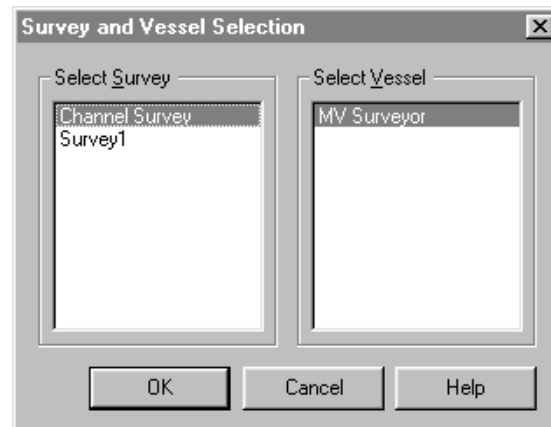 Survey and Vessel Selection
Select Survey
Channel Survey
Survey1
Select Vessel
MV Surveyor
OK
Cancel
Help